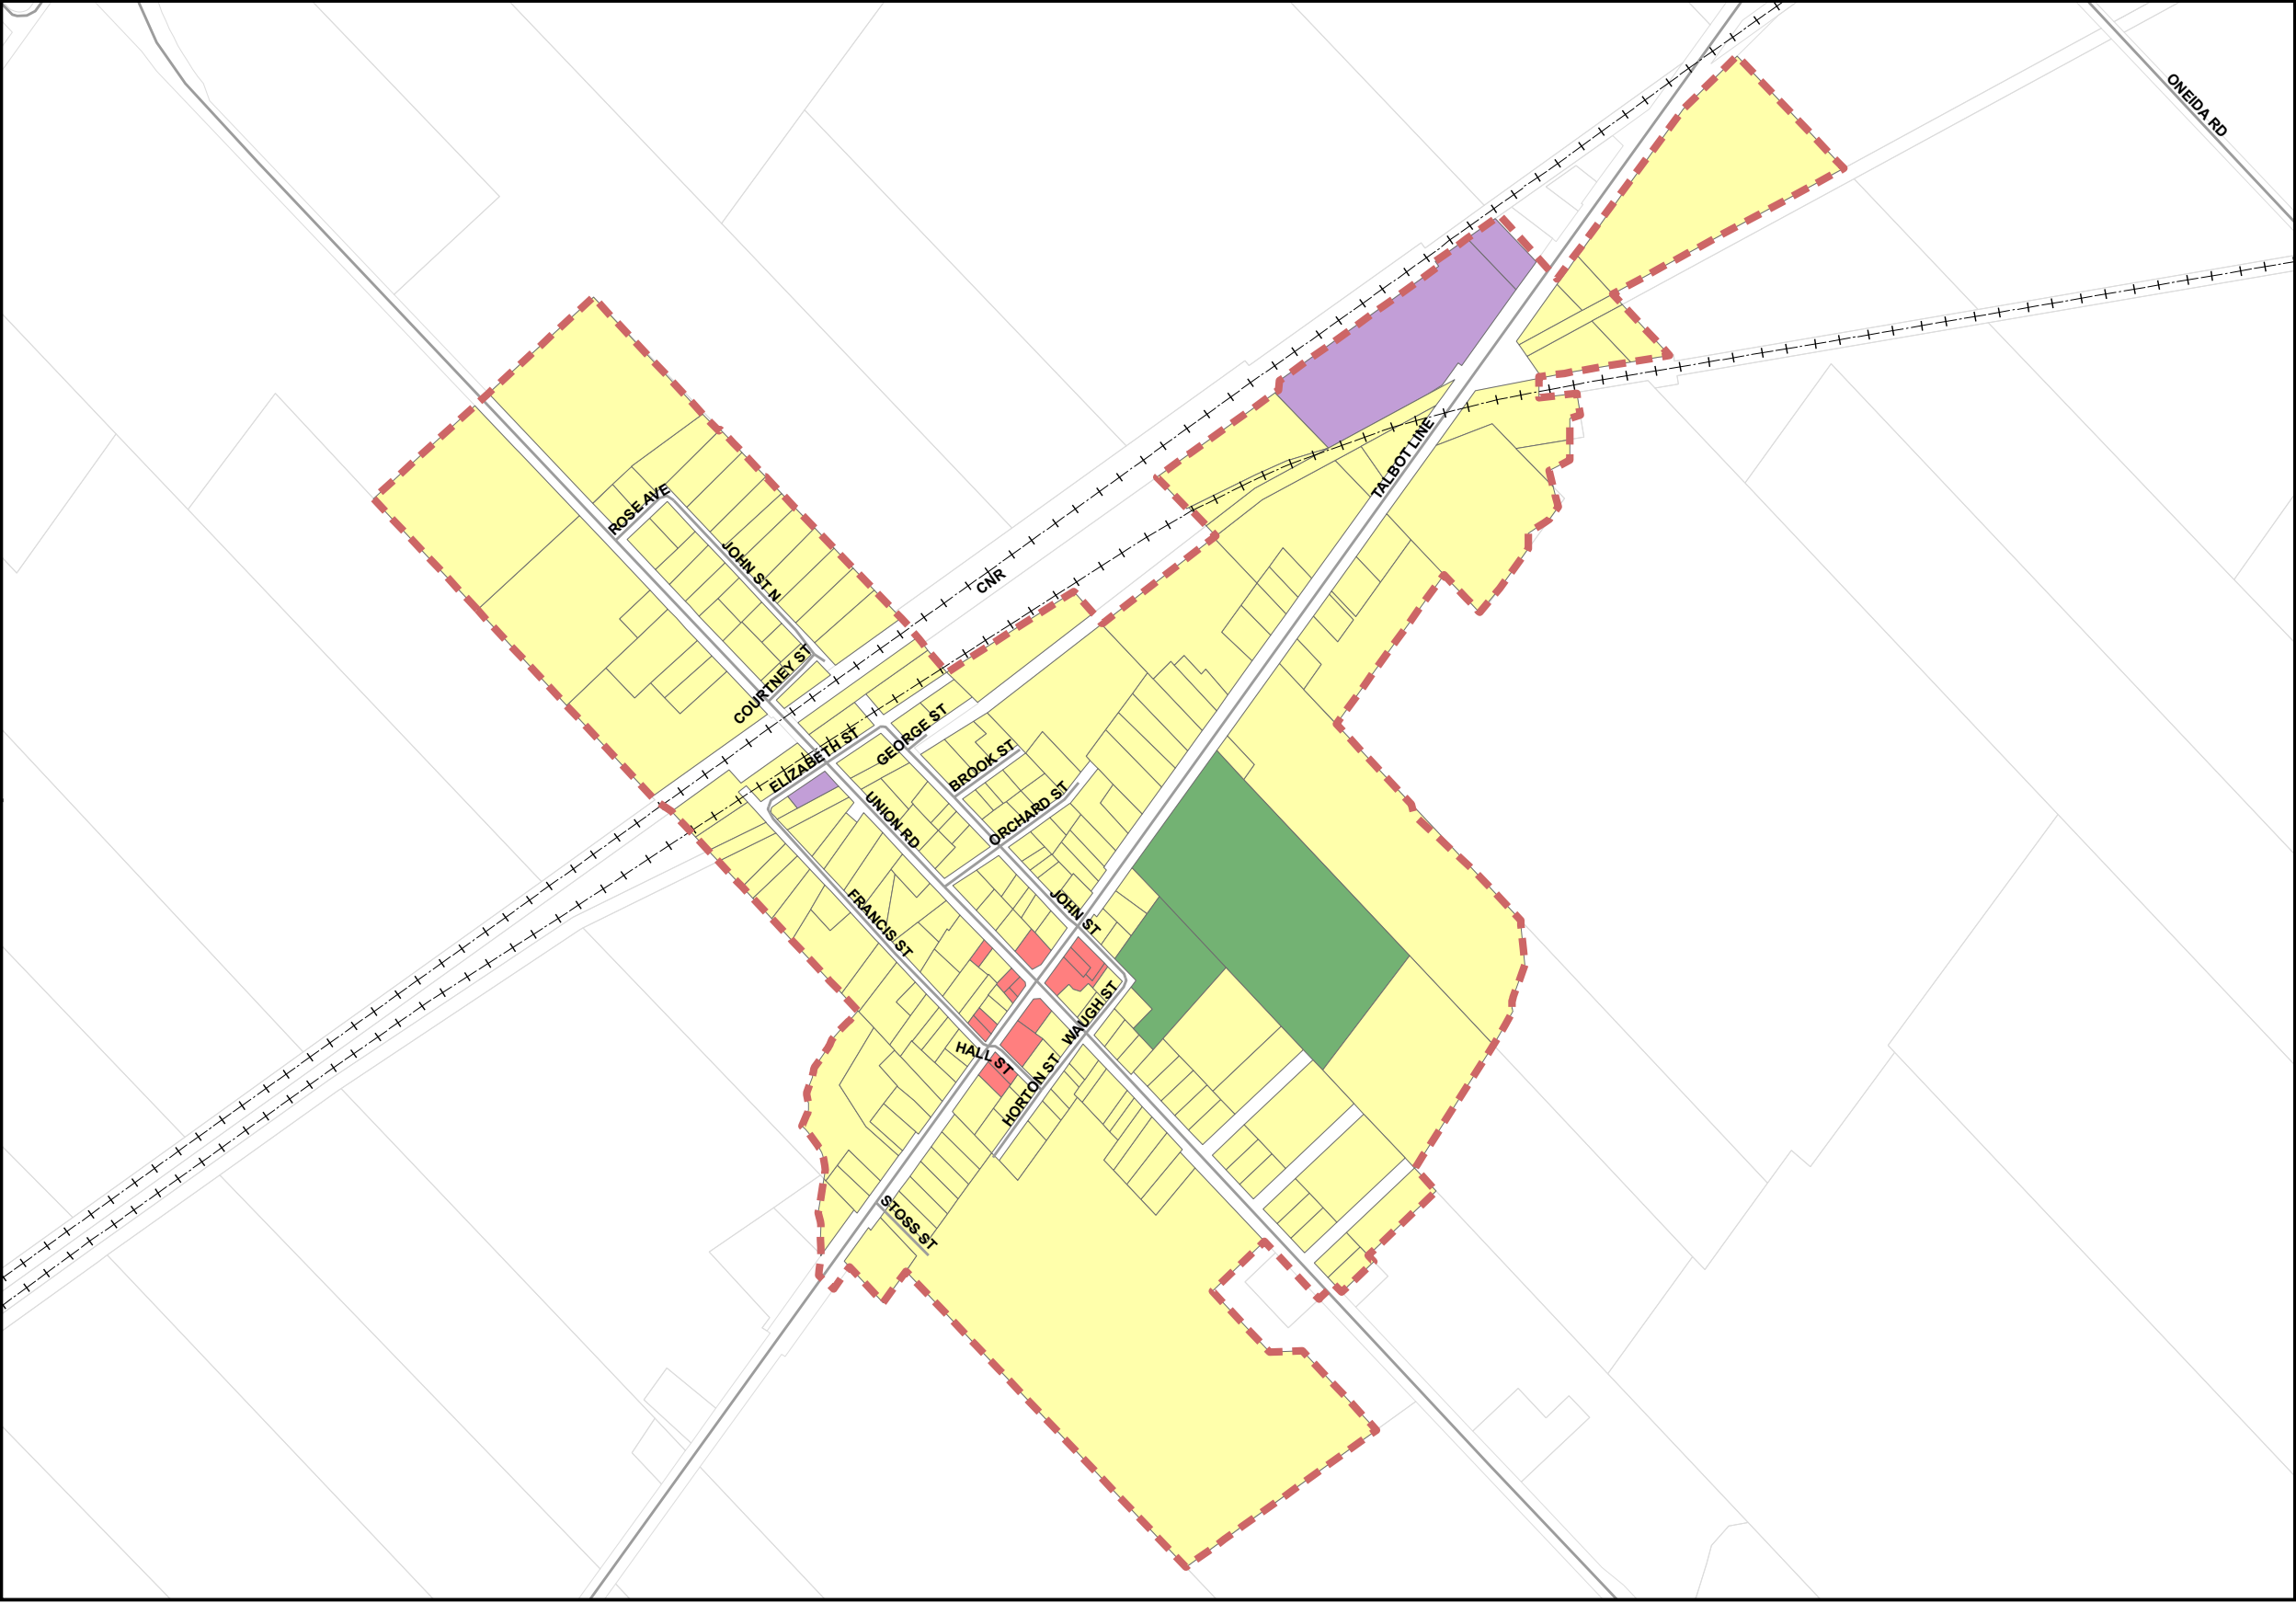 ONEIDA RD
TALBOT LINE
ROSE AVE
JOHN ST N
CNR
COURTNEY ST
GEORGE ST
ELIZABETH ST
BROOK ST
UNION RD
ORCHARD ST
FRANCIS ST
JOHN ST
WAUGH ST
HALL ST
HORTON ST
STOSS ST